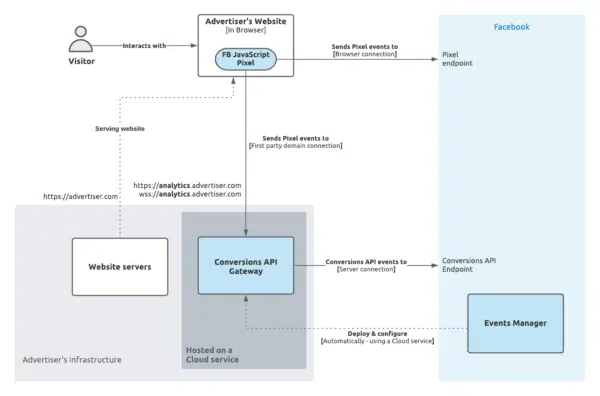 Advertiser's Website
[In Browser]
Facebook
Interacts with
Visitor
FB JavaScript
Pixel
Sends Pixel events to
[Browser connection]
Pixel
endpoint
Serving website
Sends Pixel events to
[First party domain connection]
https://analytics.advertiser.com
wss://analytics.advertiser.com
https://advertiser.com
Website servers
Conversions API
Gateway
Conversions API events to
[Server connection]
Conversions API
Endpoint
Events Manager
Deploy & configure
[Automatically - using a Cloud service]
Hosted on a
Cloud service
Advertiser's infrastructure